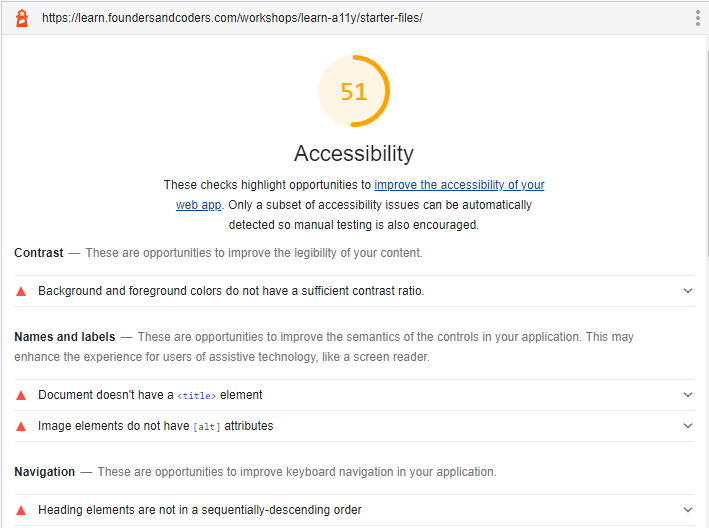 https://learn.foundersandcoders.com/workshops/learn-a11y/starter-files/
51
Accessibility
These checks highlight opportunities to improve the accessibility of your
web app. Only a subset of accessibility issues can be automatically
detected so manual testing is also encouraged.
Contrast — These are opportunities to improve the legibility of your content.
Background and foreground colors do not have a sufficient contrast ratio.
Names and labels — These are opportunities to improve the semantics of the controls in your application. This may
enhance the experience for users of assistive technology, like a screen reader.
Document doesn't have a <title> element
Image elements do not have [alt] attributes
Navigation — These are opportunities to improve keyboard navigation in your application.
Heading elements are not in a sequentially-descending order